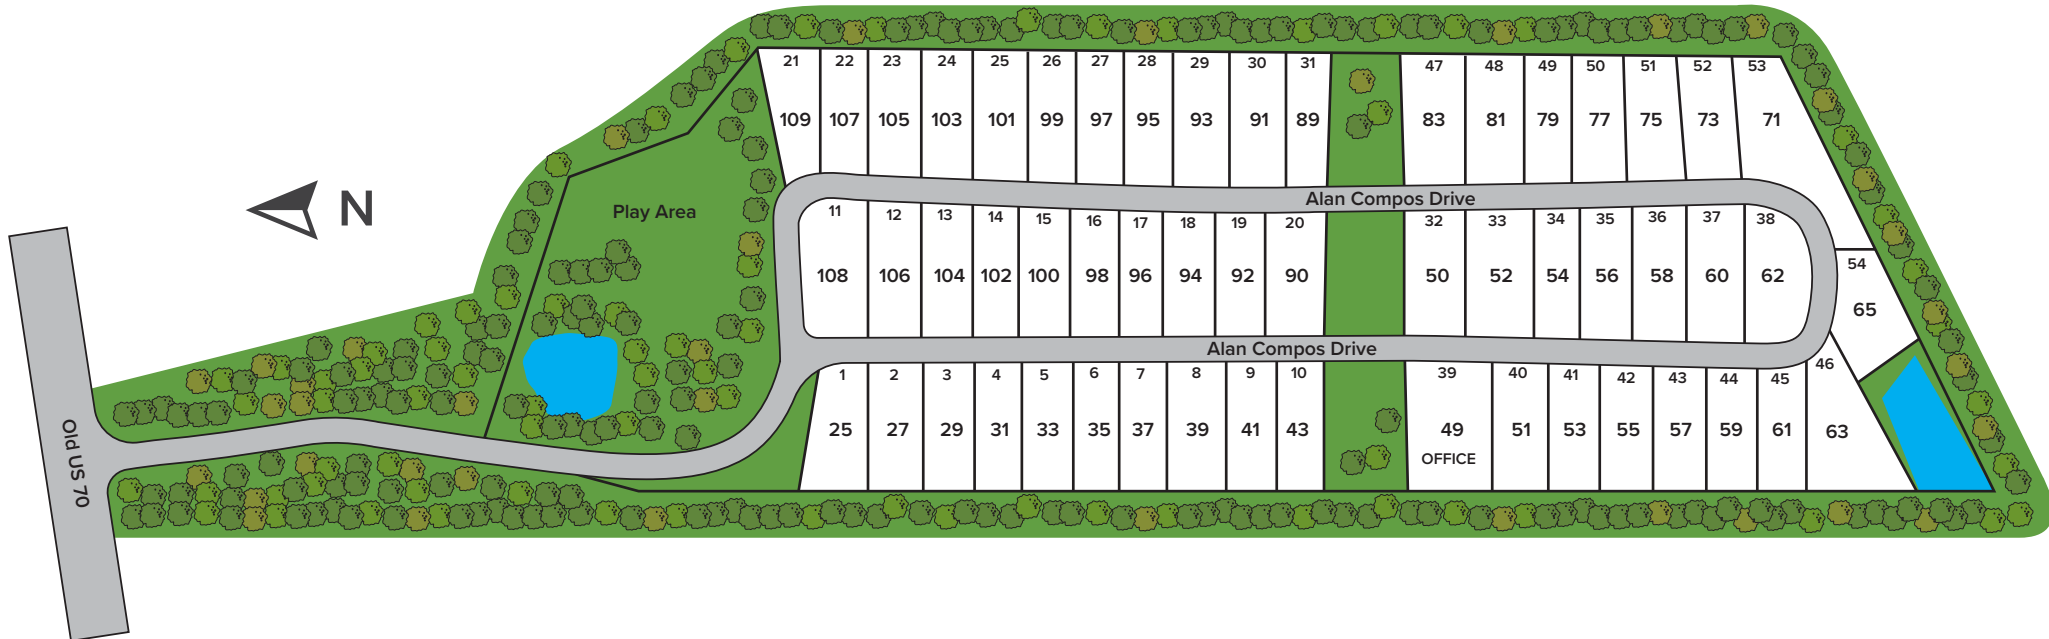 21 22 23 24 25 26 27 28 29 30 31 47 48 49 50 51 52 53
109 107 105 103 101 99 97 95 93 91 89 83 81 79 77 75 73 71
N
Play Area
Alan Compos Drive
11 12 13 14 15 16 17 18 19 20 32 33 34 35 36 37 38
108 106 104 102 100 98 96 94 92 90 50 52 54 56 58 60 62
54
65
Alan Compos Drive
1 2 3 4 5 6 7 8 9 10 39 40 41 42 43 44 45 46
25 27 29 31 33 35 37 39 41 43 49 51 53 55 57 59 61 63
OFFICE
Old US 70